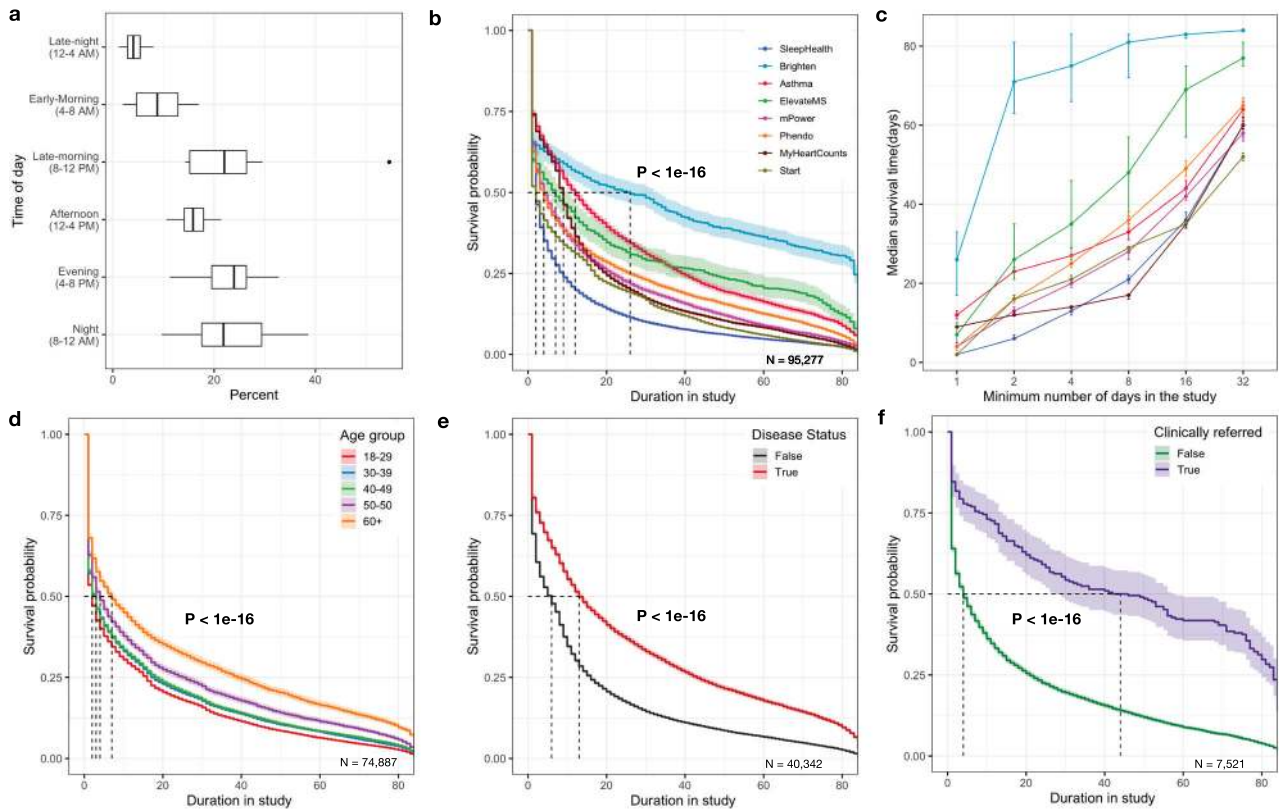 a
Late-night
(12-4 AM)
Early-Morning
(4-8 AM)
Late-morning
(8-12 PM)
Afternoon
(12-4 PM)
Evening
(4-8 PM)
Night
(8-12 AM)
Time of day
0 20 40
Percent
b
1.00
0.75
0.50
0.25
0.00
Survival probability
SleepHealth
Brighten
Asthma
ElevateMS
mPower
Phendo
MyHeartCounts
Start
P < 1e-16
N = 95,277
0 20 40 60 80
Duration in study
c
80
60
40
20
0
Median survival time(days)
1 2 4 8 16 32
Minimum number of days in the study
d
1.00
0.75
0.50
0.25
0.00
Survival probability
Age group
18-29
30-39
40-49
50-50
60+
P < 1e-16
N = 74,887
0 20 40 60 80
Duration in study
e
1.00
0.75
0.50
0.25
0.00
Survival probability
Disease Status
False
True
P < 1e-16
N = 40,342
0 20 40 60 80
Duration in study
f
1.00
0.75
0.50
0.25
0.00
Survival probability
Clinically referred
False
True
P < 1e-16
N = 7,521
0 20 40 60 80
Duration in study